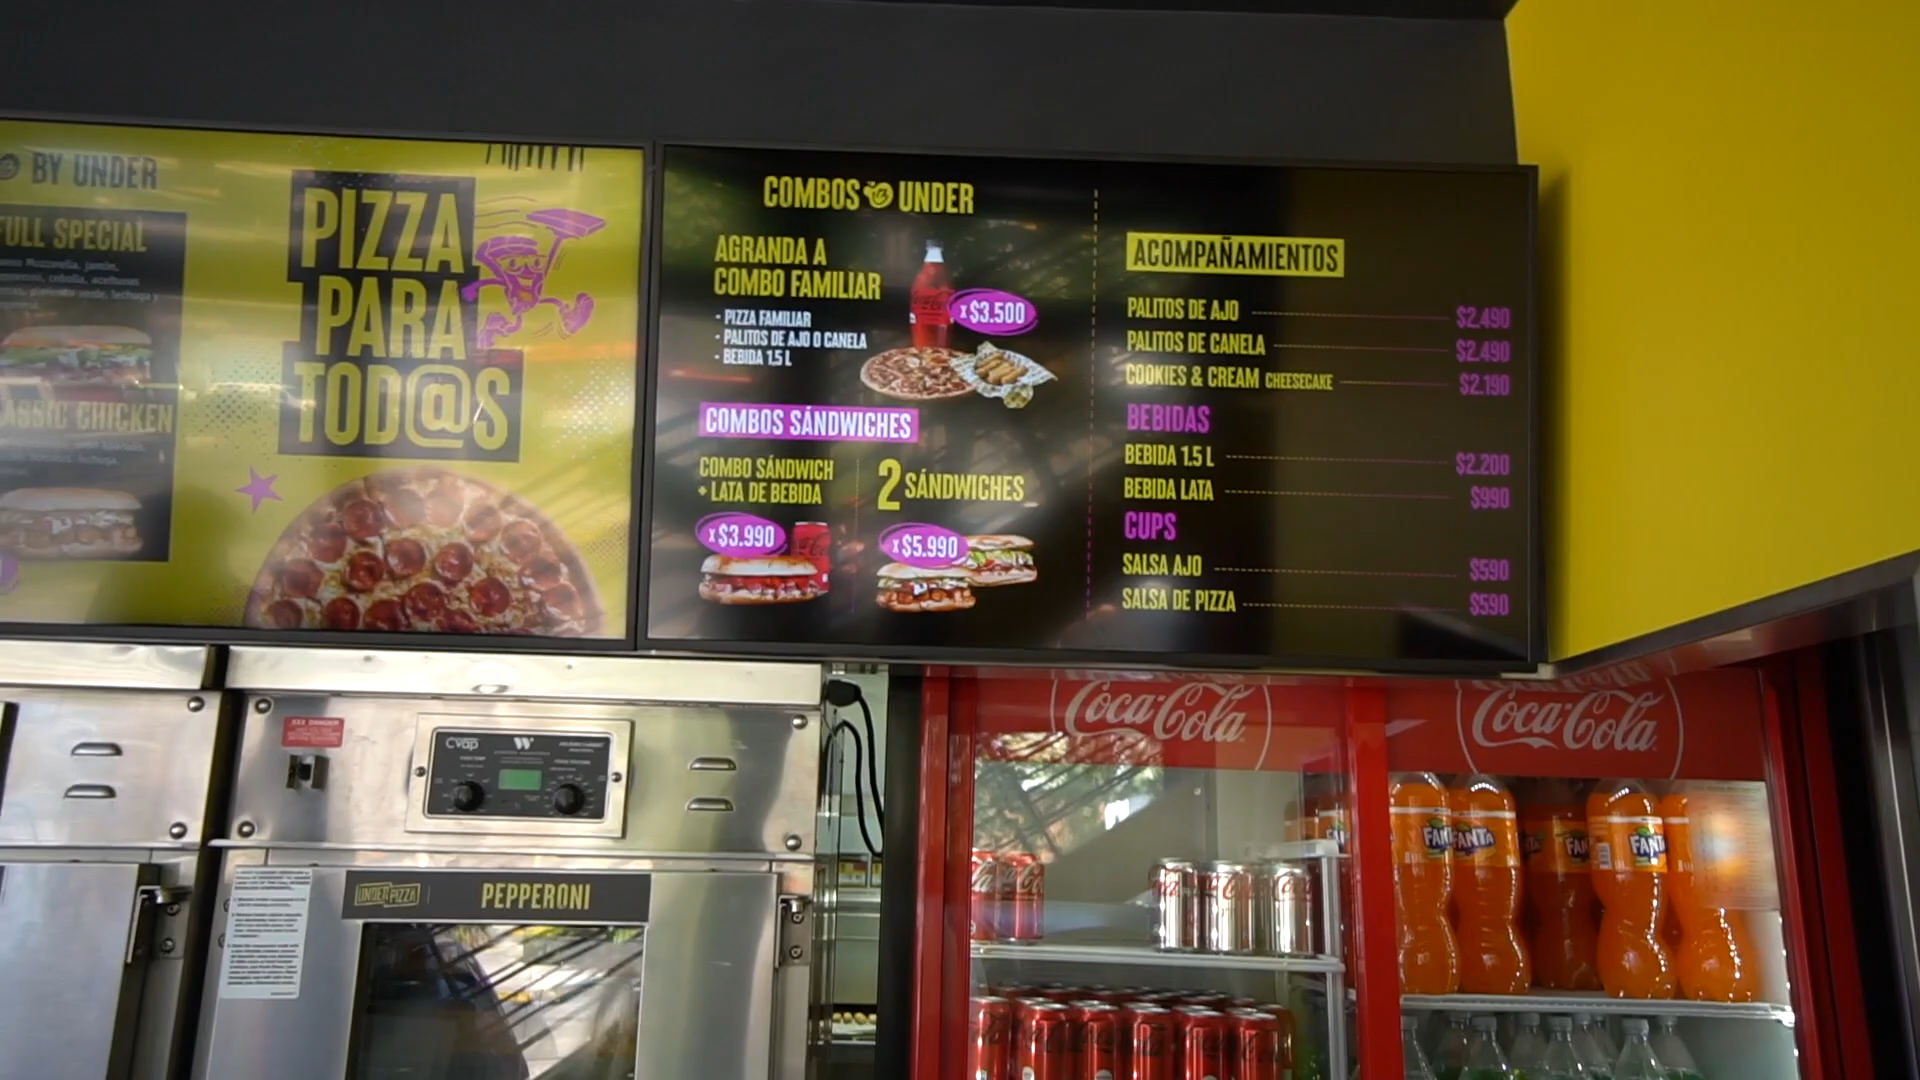 BY UNDER
FULL SPECIAL
CHICKEN
PIZZA
PARA
TOD@S
COMBOS UNDER
AGRANDA A
COMBO FAMILIAR
- PIZZA FAMILIAR
- PALITOS DE AJO O CANELA
- BEBIDA 1.5 L
x $3.500
COMBOS SÁNDWICHES
COMBO SÁNDWICH
+ LATA DE BEBIDA
x $3.990
2 SÁNDWICHES
x $5.990
ACOMPAÑAMIENTOS
PALITOS DE AJO $2.490
PALITOS DE CANELA $2.490
COOKIES & CREAM CHEESECAKE $2.190
BEBIDAS
BEBIDA 1.5 L $2.200
BEBIDA LATA $990
CUPS
SALSA AJO $590
SALSA DE PIZZA $590
DANGER
CVap
UNDER PIZZA PEPPERONI
Coca-Cola
Coca-Cola
FANTA
FANTA
FANTA